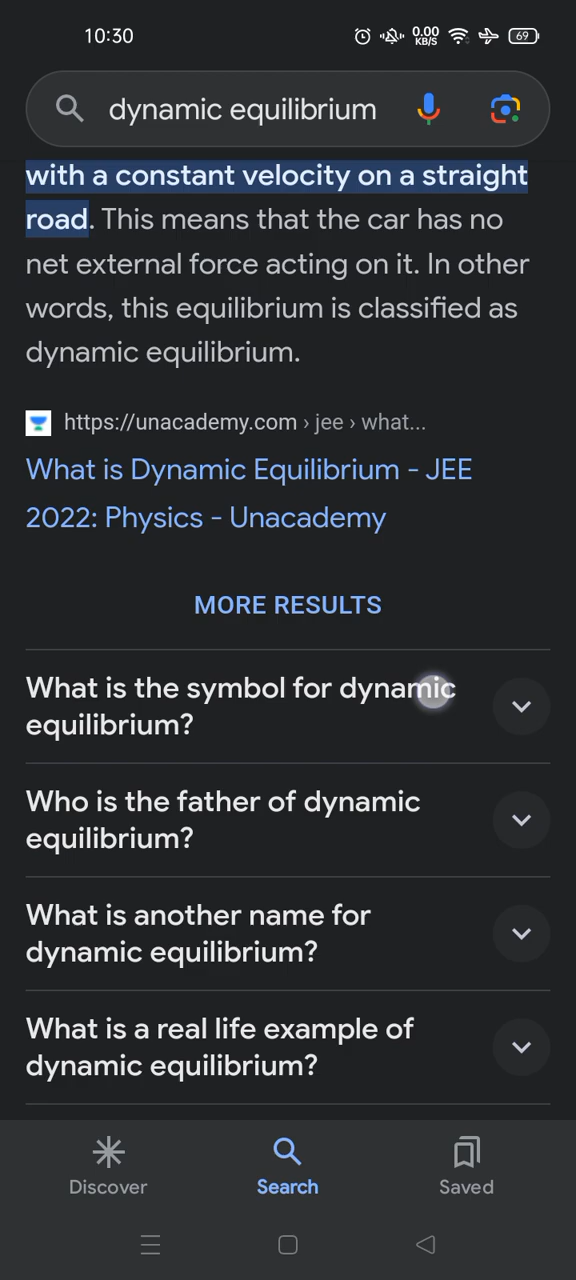 10:30
0.00
KB/S
69
dynamic equilibrium
with a constant velocity on a straight
road. This means that the car has no
net external force acting on it. In other
words, this equilibrium is classified as
dynamic equilibrium.
https://unacademy.com › jee › what...
What is Dynamic Equilibrium - JEE
2022: Physics - Unacademy
MORE RESULTS
What is the symbol for dynamic
equilibrium?
Who is the father of dynamic
equilibrium?
What is another name for
dynamic equilibrium?
What is a real life example of
dynamic equilibrium?
Discover
Search
Saved